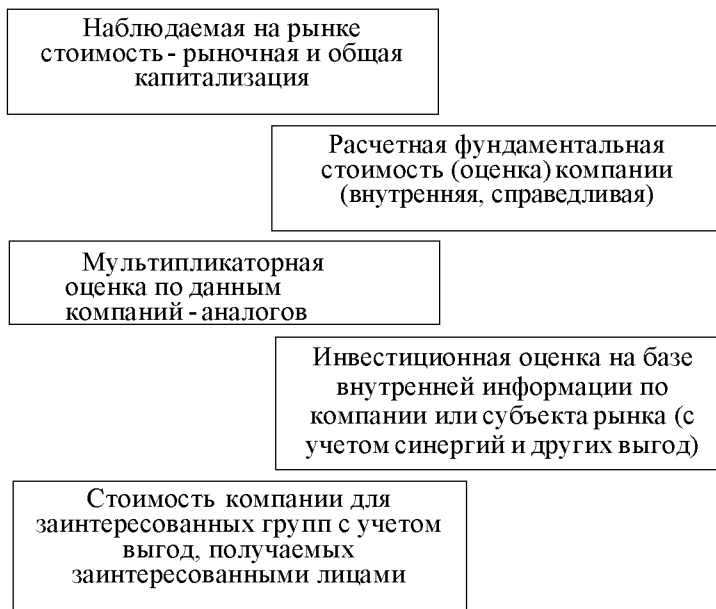 Наблюдаемая на рынке
стоимость - рыночная и общая
капитализация
Расчетная фундаментальная
стоимость (оценка) компании
(внутренняя, справедливая)
Мультипликаторная
оценка по данным
компаний - аналогов
Инвестиционная оценка на базе
внутренней информации по
компании или субъекта рынка (с
учетом синергий и других выгод)
Стоимость компании для
заинтересованных групп с учетом
выгод, получаемых
заинтересованными лицами